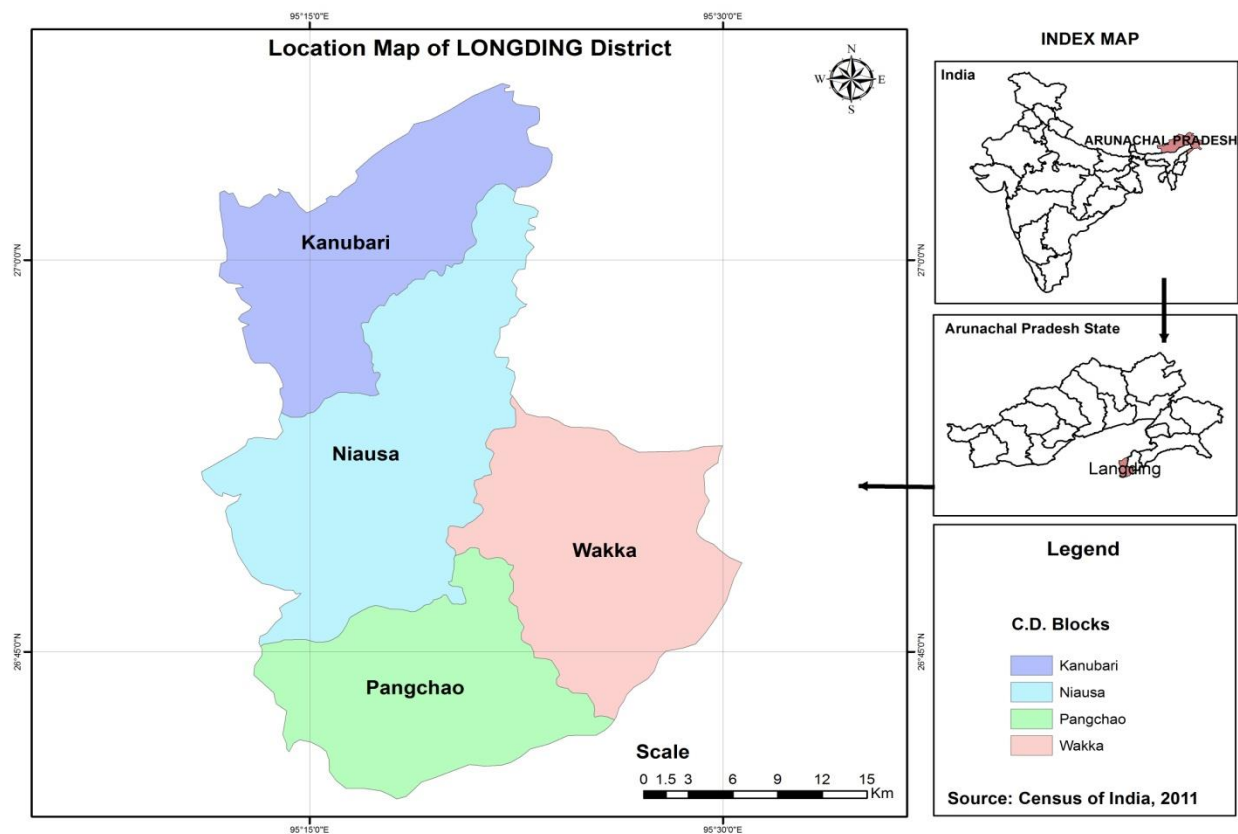 95°15'0"E
95°30'0"E
Location Map of LONGDING District
N
W
E
S
27°0'0"N
27°0'0"N
26°45'0"N
26°45'0"N
Kanubari
Niausa
Wakka
Pangchao
Scale
0 1.5 3 6 9 12 15
Km
95°15'0"E
95°30'0"E
INDEX MAP
India
ARUNACHAL PRADESH
Arunachal Pradesh State
Langding
Legend
C.D. Blocks
Kanubari
Niausa
Pangchao
Wakka
Source: Census of India, 2011